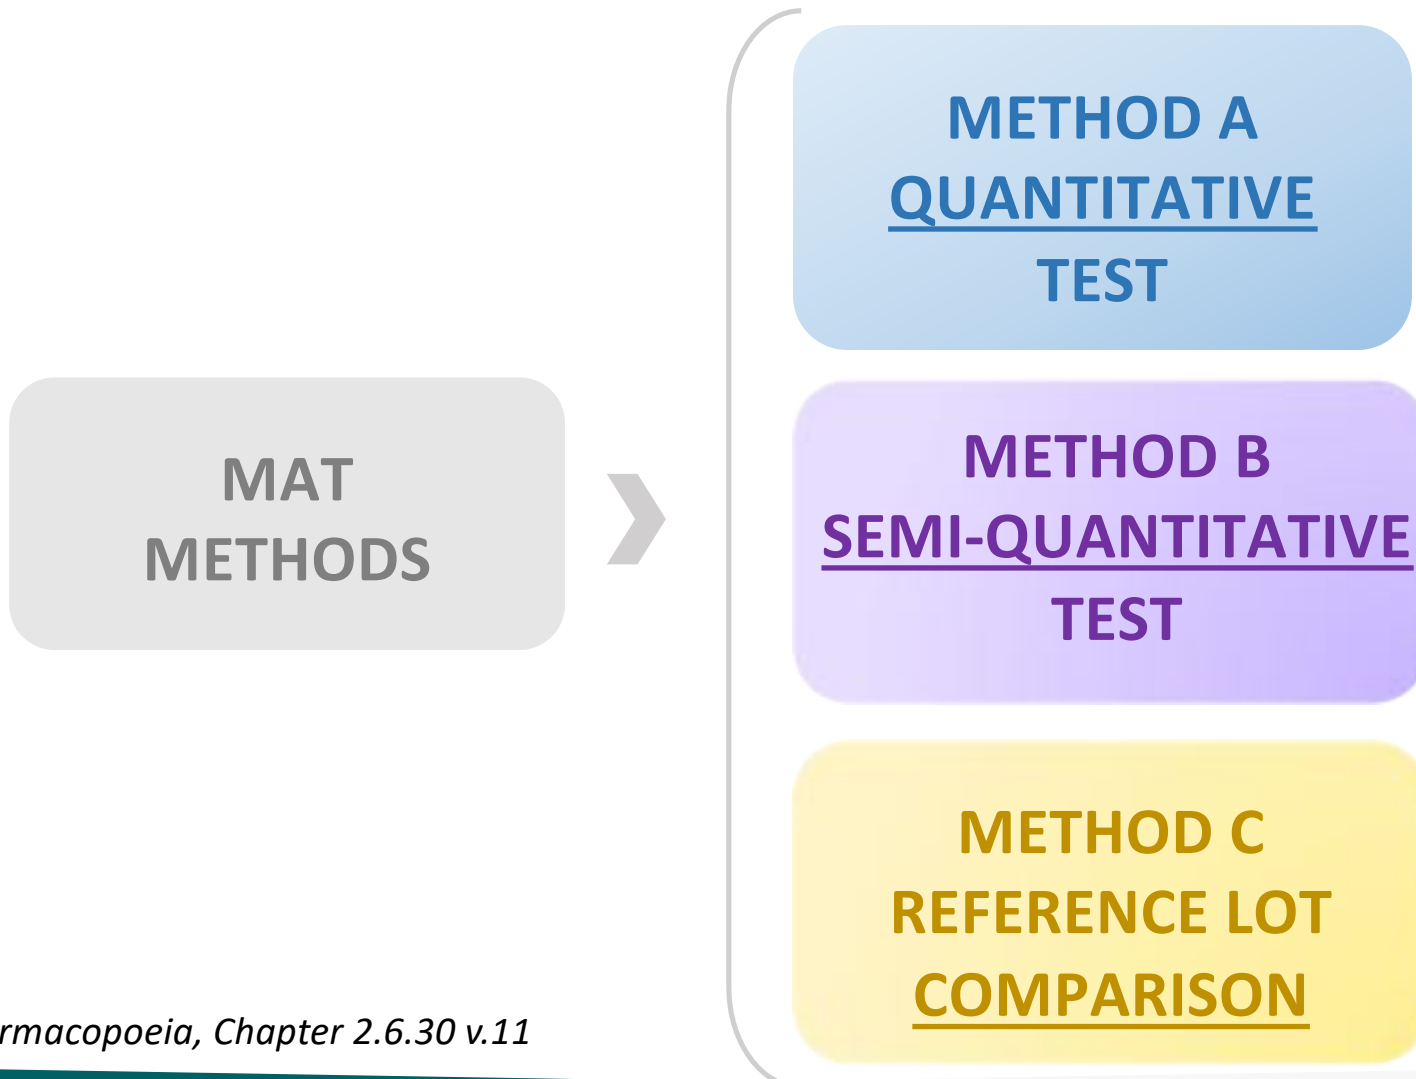 MAT
METHODS
METHOD A
QUANTITATIVE
TEST
METHOD B
SEMI-QUANTITATIVE
TEST
METHOD C
REFERENCE LOT
COMPARISON
rmacopoeia, Chapter 2.6.30 v.11